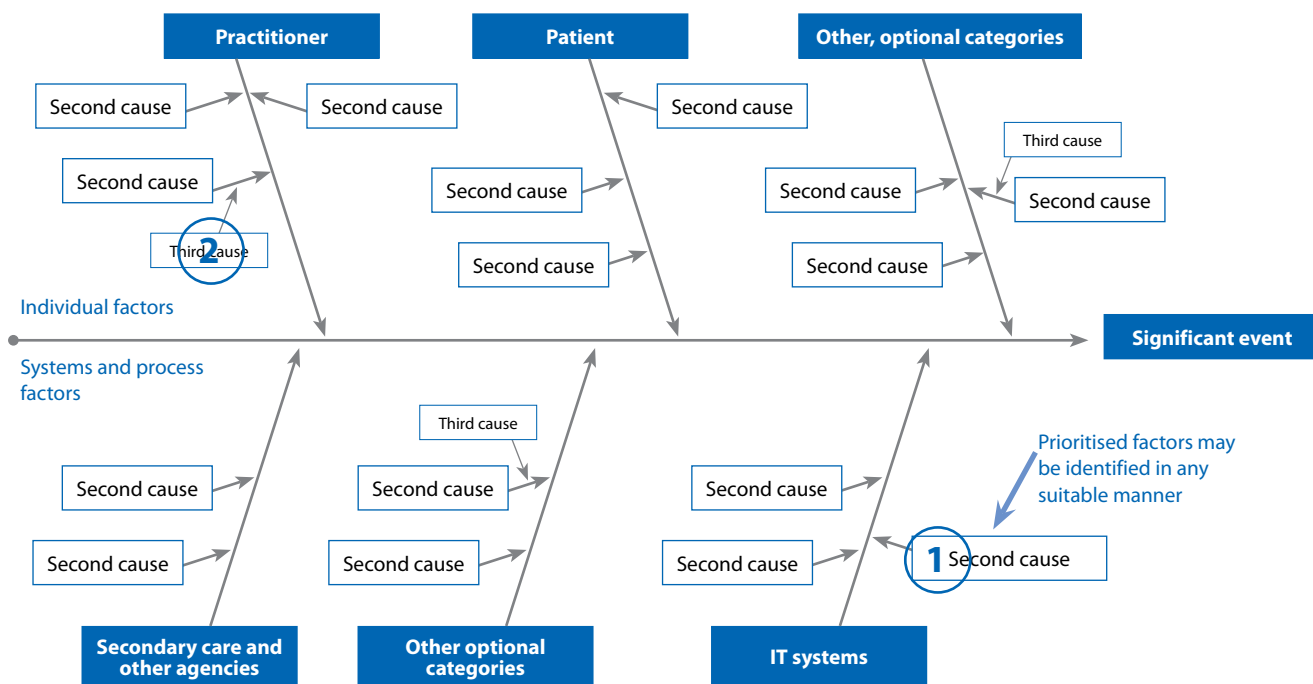 Practitioner
Patient
Other, optional categories
Second cause
Second cause
Second cause
Third cause
Second cause
Second cause
Second cause
Second cause
Third cause
2
Second cause
Second cause
Second cause
Individual factors
Significant event
Systems and process
factors
Third cause
Prioritised factors may
be identified in any
suitable manner
Second cause
Second cause
Second cause
Second cause
Second cause
Second cause
1
Second cause
Secondary care and
other agencies
Other optional
categories
IT systems